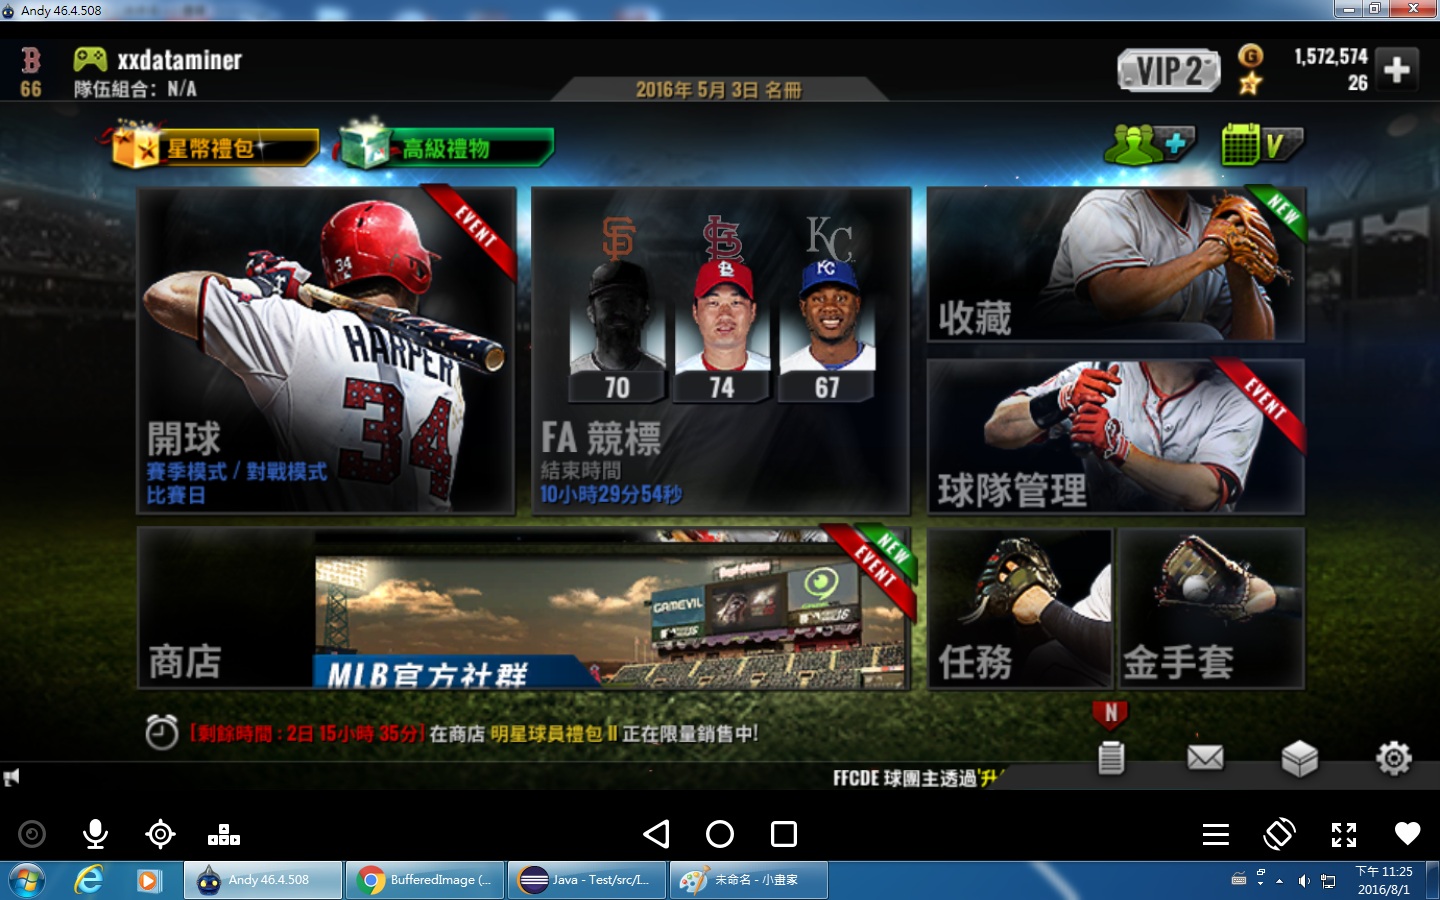 Andy 46.4.508
B
66
xxdataminer
隊伍組合: N/A
2016年 5月 3日 名冊
VIP 2
G
1,572,574
26
星幣禮包
高級禮物
V
EVENT
34
HARPER
34
開球
賽季模式 / 對戰模式
比賽日
SF
STL
KC
KC
70
74
67
FA 競標
結束時間
10小時29分54秒
NEW
收藏
EVENT
球隊管理
NEW
EVENT
GAMEVIL
商店
MLB官方社群
任務
金手套
[剩餘時間 : 2日 15小時 35分] 在商店 明星球員禮包 II 正在限量銷售中!
N
FFCDE 球團主透過'升
Andy 46.4.508
BufferedImage (...
Java - Test/src/I...
未命名 - 小畫家
下午 11:25
2016/8/1